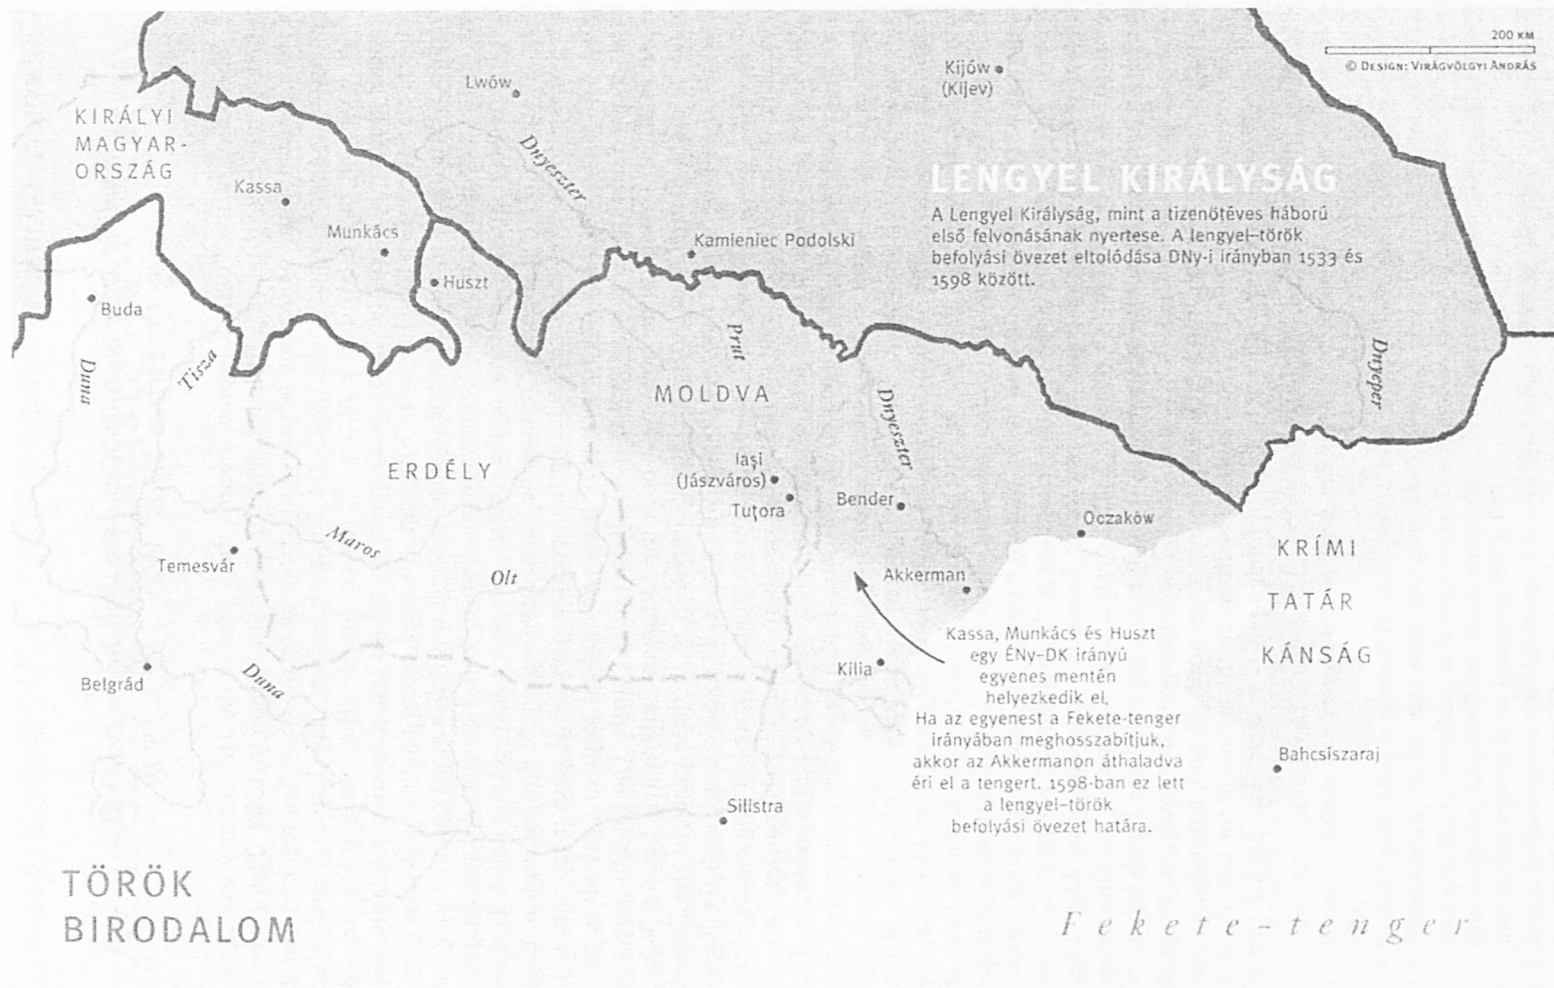 200 KM
© DESIGN: VIRÁGVÖLGYI ANDRÁS
Kijów
(Kijev)
Lwów
KIRÁLYI
MAGYAR-
ORSZÁG
Dnyeszter
LENGYEL KIRÁLYSÁG
A Lengyel Királyság, mint a tizenötéves háború
első felvonásának nyertese. A lengyel–török
befolyási övezet eltolódása DNy-i irányban 1533 és
1598 között.
Kassa
Munkács
Kamieniec Podolski
Huszt
Buda
Duna
Tisza
Prut
Dnyeper
MOLDVA
Dnyeszter
ERDÉLY
Iași
(Jászváros)
Tuțora
Bender
Oczaków
Maros
Temesvár
Olt
Akkerman
KRÍMI
TATÁR
KÁNSÁG
Belgrád
Duna
Kilia
Kassa, Munkács és Huszt
egy ÉNy–DK irányú
egyenes mentén
helyezkedik el.
Ha az egyenest a Fekete-tenger
irányában meghosszabítjuk,
akkor az Akkermanon áthaladva
éri el a tengert. 1598-ban ez lett
a lengyel–török
befolyási övezet határa.
Bahcsiszaraj
Silistra
TÖRÖK
BIRODALOM
Fekete-tenger